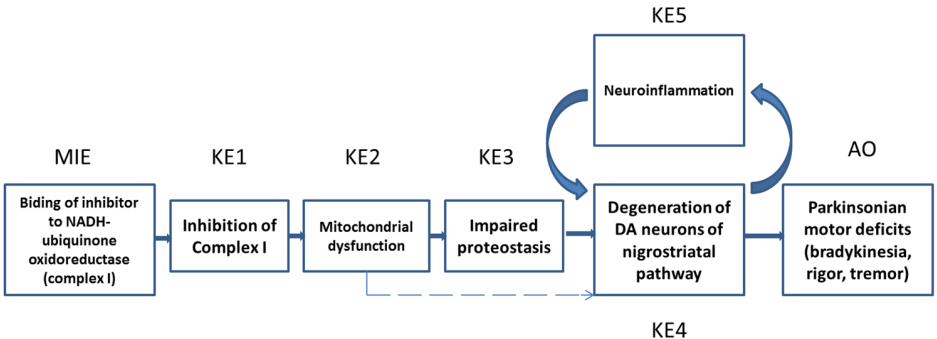 KE5
Neuroinflammation
MIE
KE1
KE2
KE3
AO
Biding of inhibitor
to NADH-
ubiquinone
oxidoreductase
(complex I)
Inhibition of
Complex I
Mitochondrial
dysfunction
Impaired
proteostasis
Degeneration of
DA neurons of
nigrostriatal
pathway
Parkinsonian
motor deficits
(bradykinesia,
rigor, tremor)
KE4